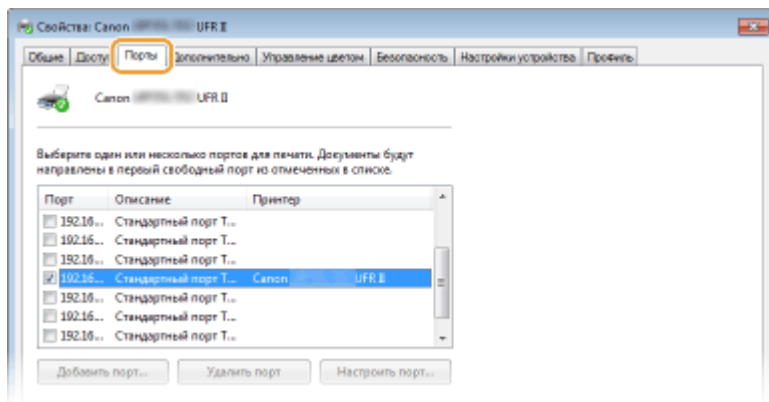 Свойства: Canon UFR II
Общие Доступ Порты Дополнительно Управление цветом Безопасность Настройки устройства Профиль
Canon UFR II
Выберите один или несколько портов для печати. Документы будут
направлены в первый свободный порт из отмеченных в списке.
Порт Описание Принтер
192.16... Стандартный порт T...
192.16... Стандартный порт T...
192.16... Стандартный порт T...
192.16... Стандартный порт T... Canon UFR II
192.16... Стандартный порт T...
192.16... Стандартный порт T...
192.16... Стандартный порт T...
Добавить порт... Удалить порт Настроить порт...